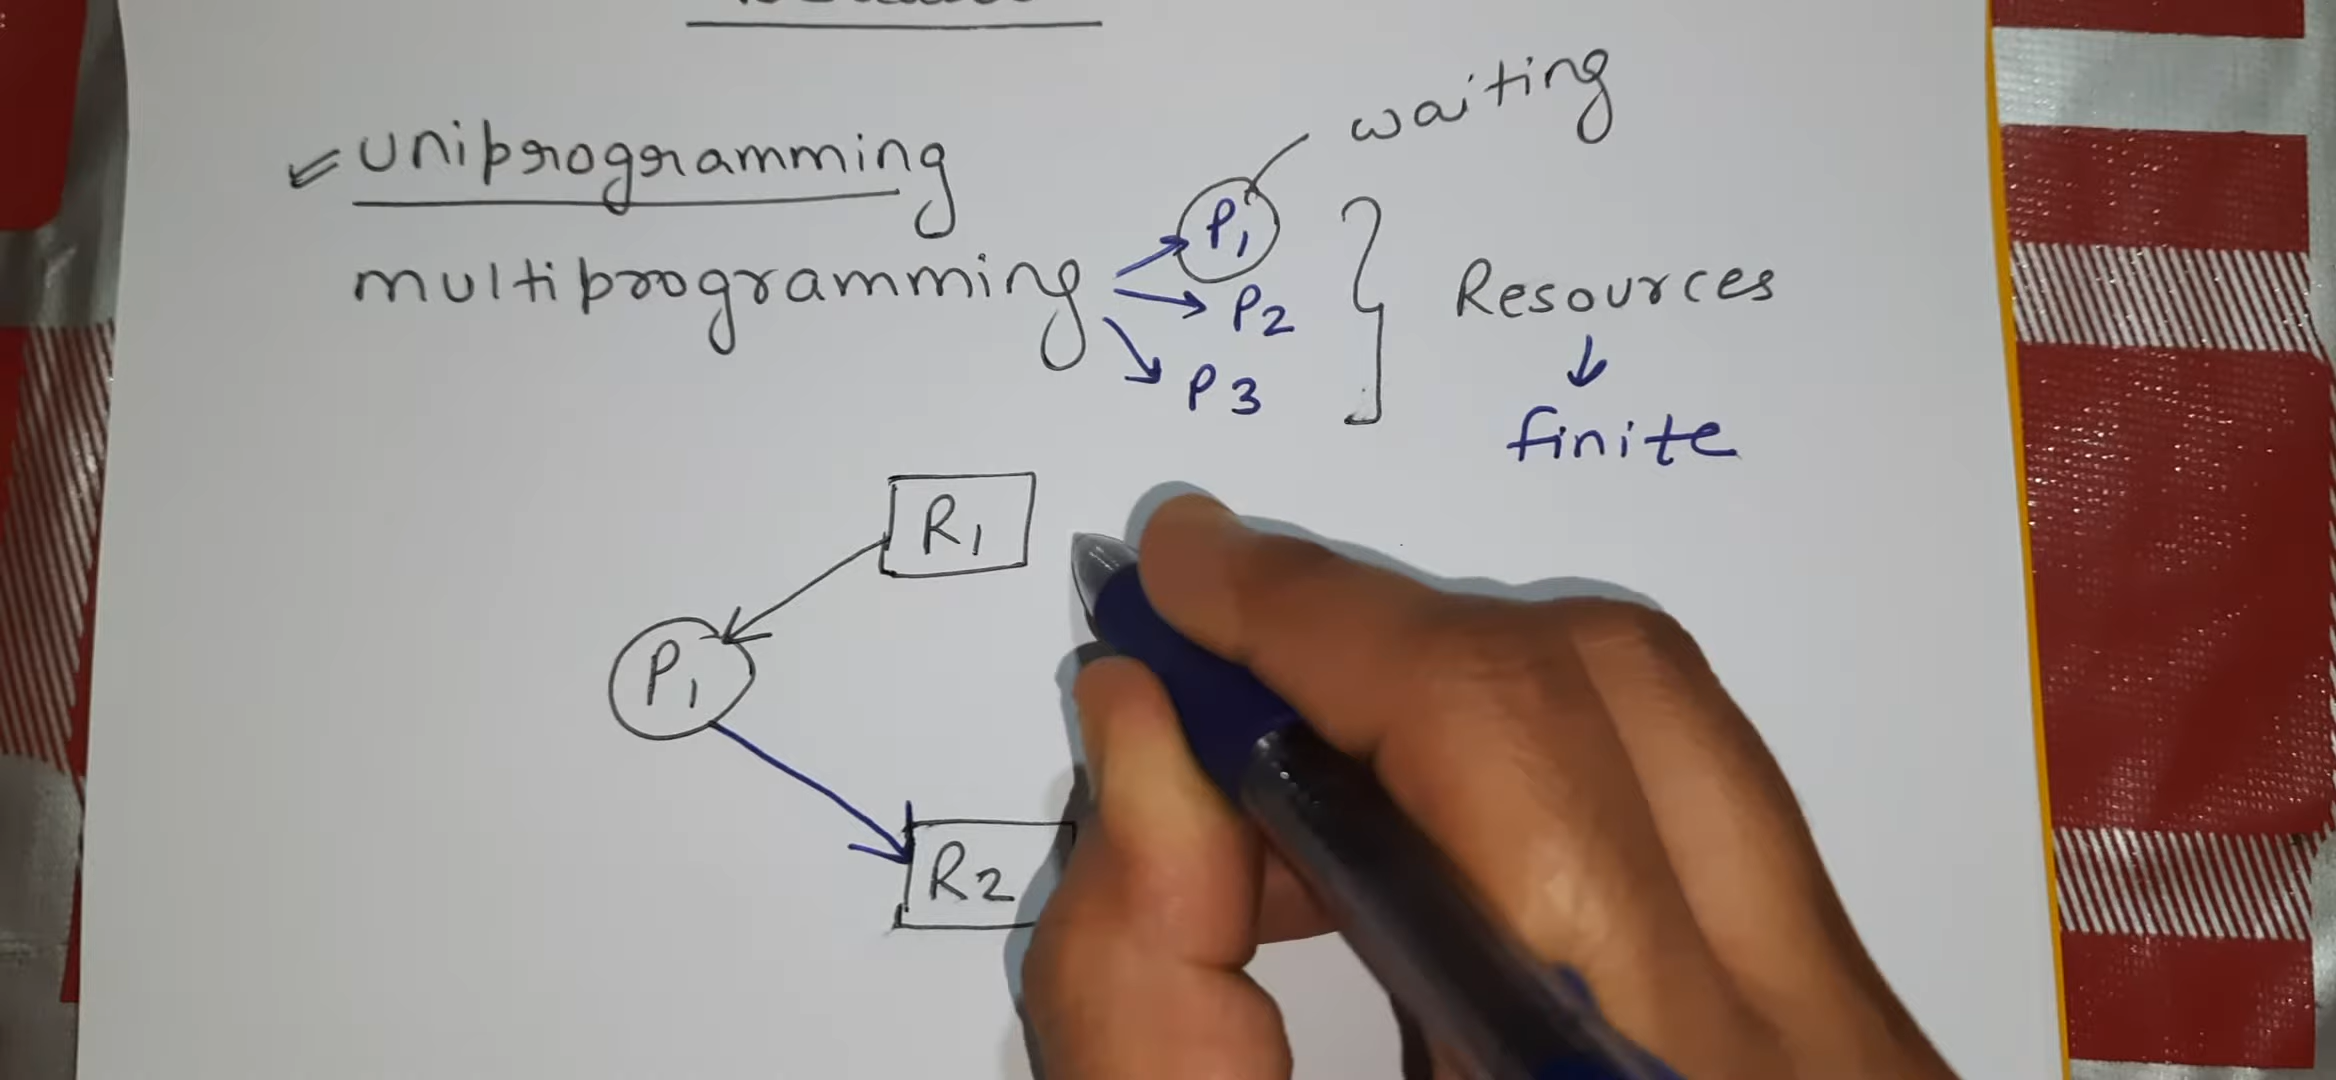 uniprogramming
waiting
multiprogramming
P1
P2
P3
Resources
finite
R1
P1
R2